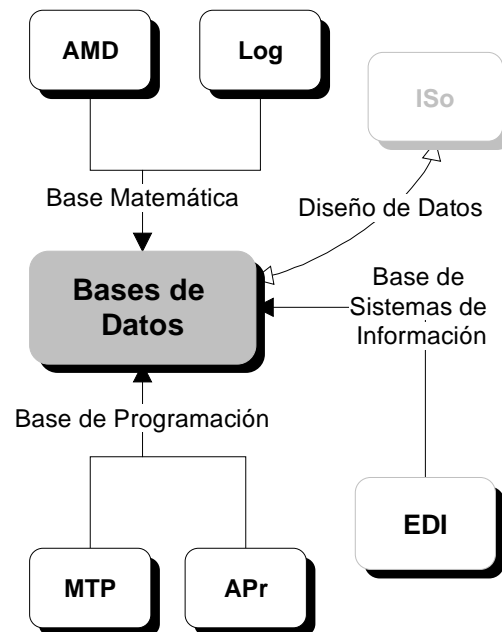 AMD
Log
ISo
Base Matemática
Diseño de Datos
Bases de
Datos
Base de
Sistemas de
Información
Base de Programación
EDI
MTP
APr